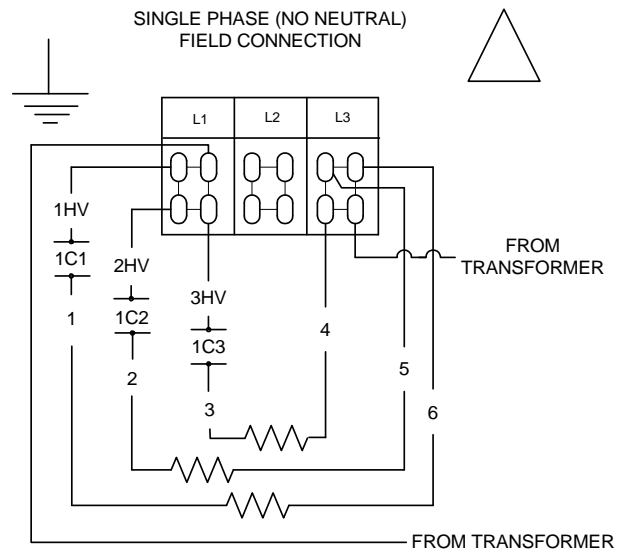 SINGLE PHASE (NO NEUTRAL)
FIELD CONNECTION
L1
L2
L3
1HV
1C1
2HV
FROM
TRANSFORMER
3HV
1
1C2
4
1C3
5
2
3
6
FROM TRANSFORMER